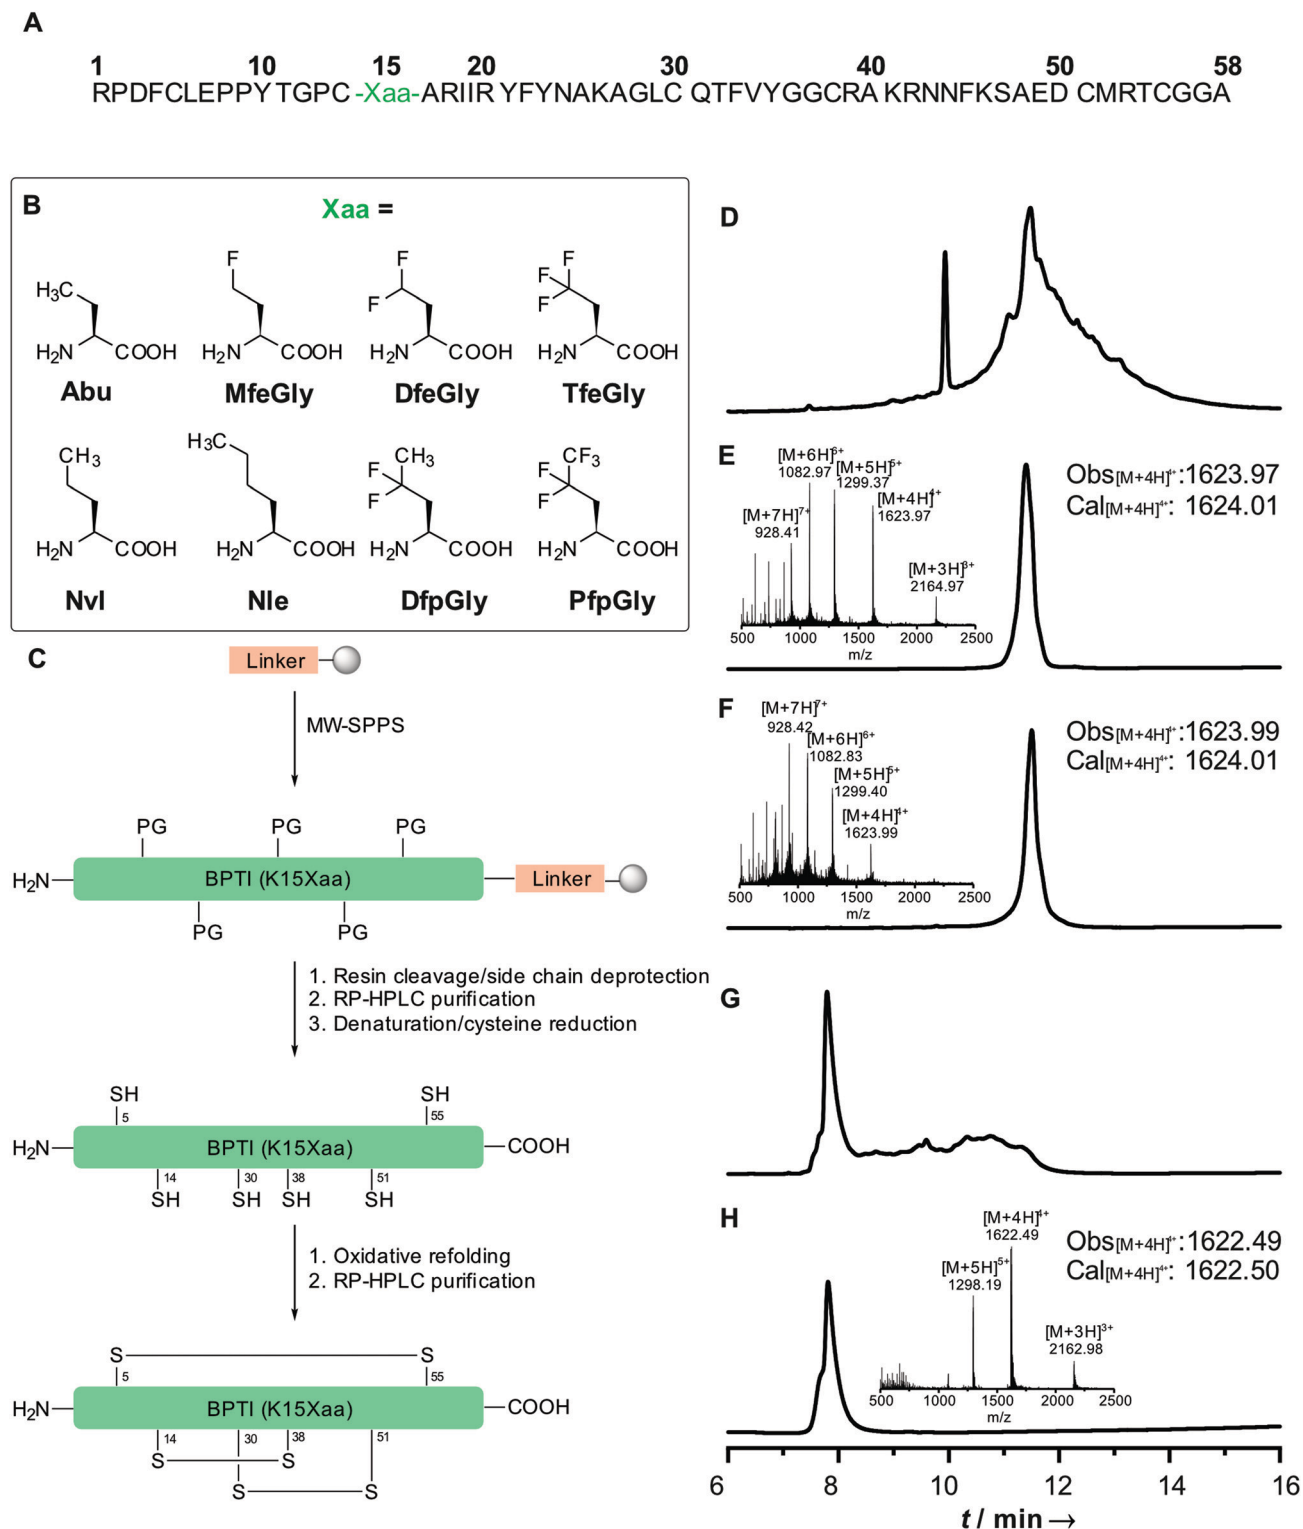 A
1 10 15 20 30 40 50 58
RPDFCLEPPYTGPC -Xaa- ARIIR YFYNAKAGLC QTFVYGGCRA KRNNFKSAED CMRTCGGA
B
Xaa =
H₃C
H₂N COOH
Abu
F
H₂N COOH
MfeGly
F
F
H₂N COOH
DfeGly
F
F
F
H₂N COOH
TfeGly
CH₃
H₂N COOH
Nvl
H₃C
H₂N COOH
Nle
CH₃
F
F
H₂N COOH
DfpGly
CF₃
F
F
H₂N COOH
PfpGly
C
Linker
MW-SPPS
PG PG PG
H₂N BPTI (K15Xaa) Linker
PG PG
1. Resin cleavage/side chain deprotection
2. RP-HPLC purification
3. Denaturation/cysteine reduction
SH SH
5 55
H₂N BPTI (K15Xaa) COOH
14 30 38 51
SH SH SH SH
1. Oxidative refolding
2. RP-HPLC purification
S S
5 55
H₂N BPTI (K15Xaa) COOH
14 30 38 51
S S
S S
D
E
[M+6H]⁶⁺
1082.97
[M+5H]⁵⁺
1299.37
[M+4H]⁴⁺
1623.97
[M+7H]⁷⁺
928.41
[M+3H]³⁺
2164.97
500 1000 1500 2000 2500
m/z
Obs[M+4H]⁴⁺:1623.97
Cal[M+4H]⁴⁺: 1624.01
F
[M+7H]⁷⁺
928.42
[M+6H]⁶⁺
1082.83
[M+5H]⁵⁺
1299.40
[M+4H]⁴⁺
1623.99
500 1000 1500 2000 2500
m/z
Obs[M+4H]⁴⁺:1623.99
Cal[M+4H]⁴⁺: 1624.01
G
H
[M+4H]⁴⁺
1622.49
[M+5H]⁵⁺
1298.19
[M+3H]³⁺
2162.98
500 1000 1500 2000 2500
m/z
Obs[M+4H]⁴⁺:1622.49
Cal[M+4H]⁴⁺: 1622.50
6 8 10 12 14 16
t / min →